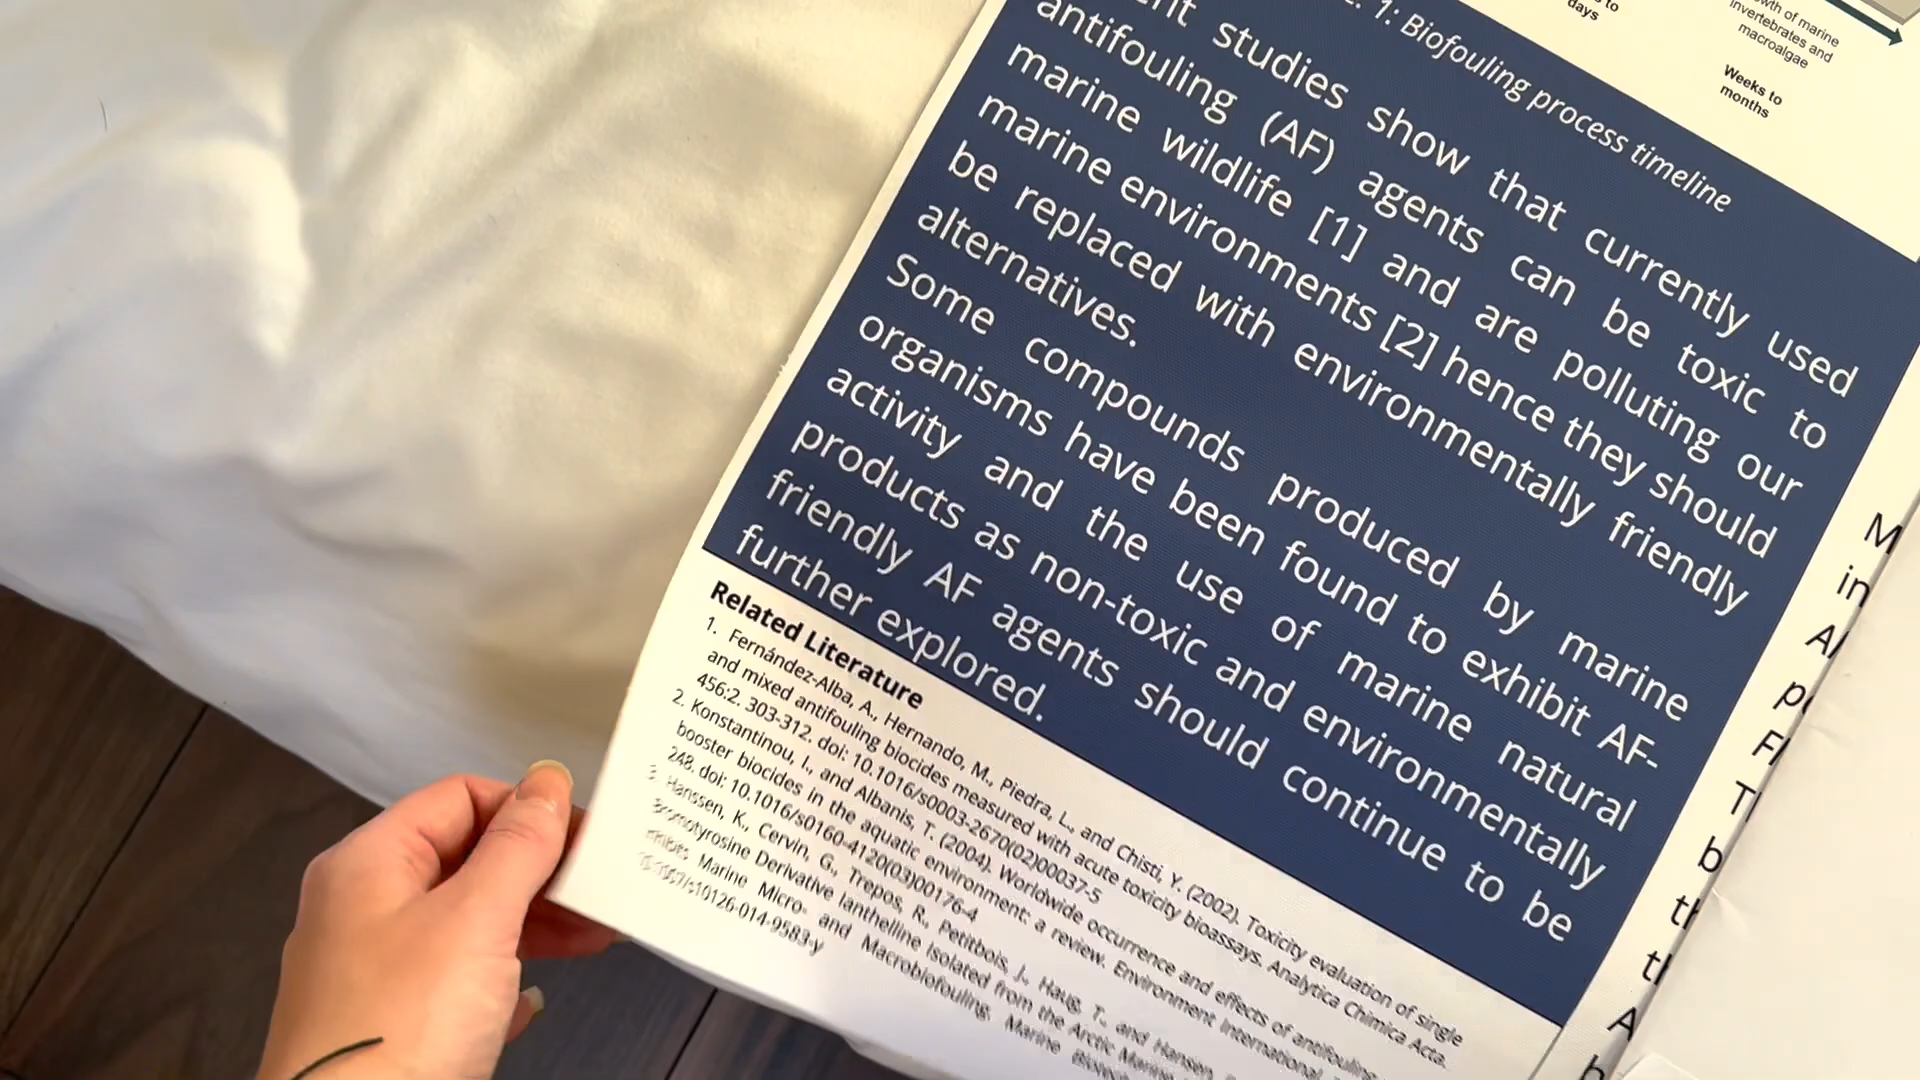 to
days
wth of marine
invertebrates and
macroalgae
Weeks to
months
1: Biofouling process timeline
studies show that currently used
antifouling (AF) agents can be toxic to
marine wildlife [1] and are polluting our
marine environments [2] hence they should
be replaced with environmentally friendly
alternatives.
Some compounds produced by marine
organisms have been found to exhibit AF-
activity and the use of marine natural
products as non-toxic and environmentally
friendly AF agents should continue to be
further explored.
Related Literature
1. Fernández-Alba, A., Hernando, M., Piedra, L., and Chisti, Y. (2002). Toxicity evaluation of single
and mixed antifouling biocides measured with acute toxicity bioassays. Analytica Chimica Acta.
456:2. 303-312. doi: 10.1016/s0003-2670(02)00037-5
2. Konstantinou, I., and Albanis, T. (2004). Worldwide occurrence and effects of antifouling
booster biocides in the aquatic environment: a review. Environment International.
248. doi: 10.1016/s0160-4120(03)00176-4
3. Hanssen, K., Cervin, G., Trepos, R., Petitbois, J., Haug, T., and Hansen,
Bromotyrosine Derivative Ianthelline Isolated from the Arctic Marine
Marine Micro- and Macrobiofouling. Marine
s10126-014-9583-y
M
in
A
p
F
T
b
t
t
A
b